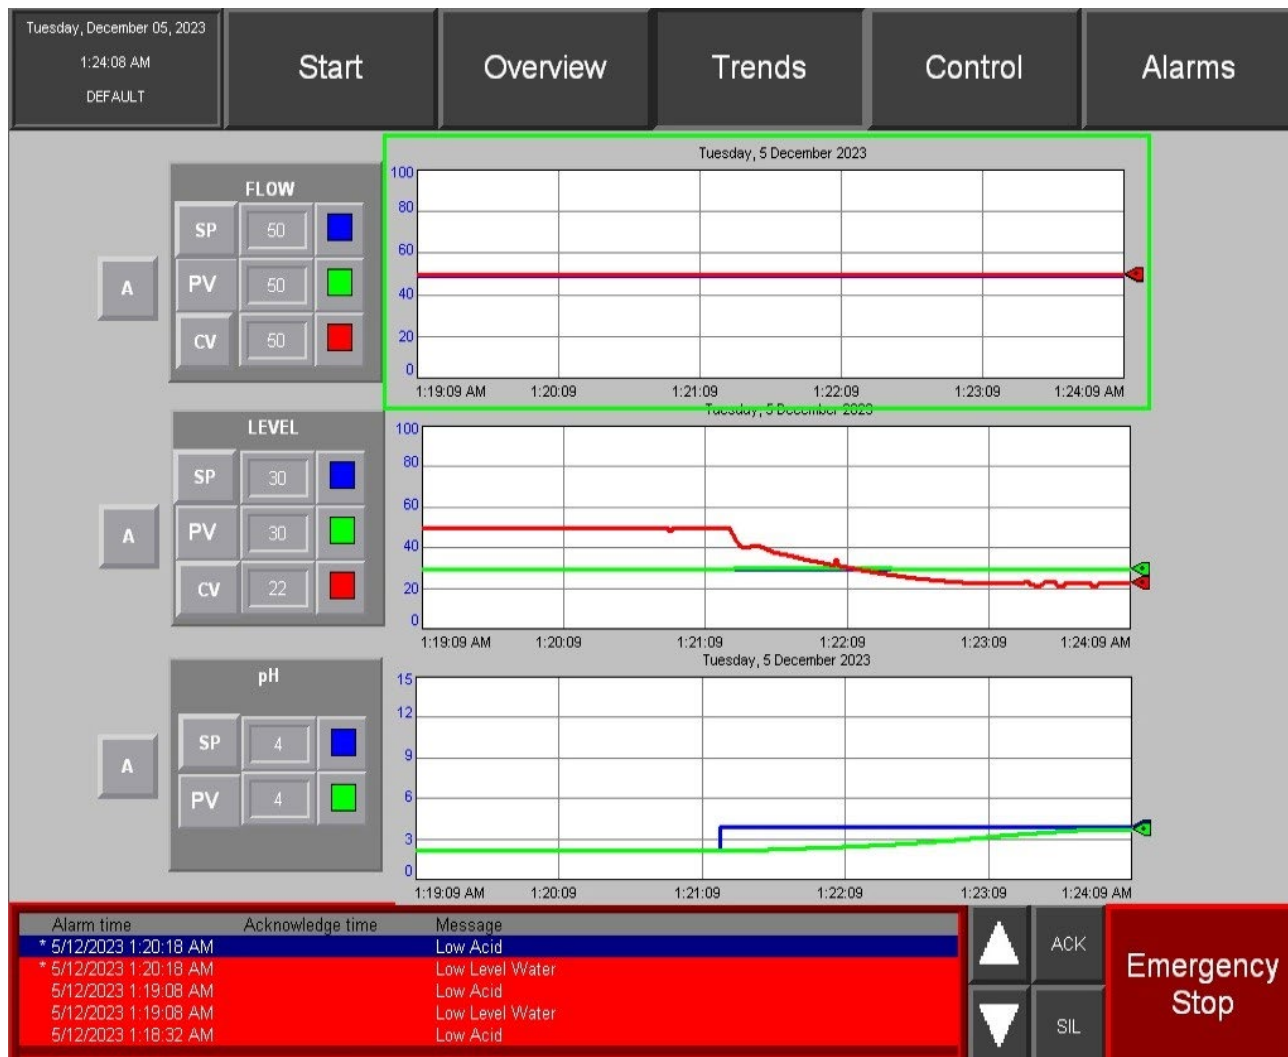 Tuesday, December 05, 2023
1:24:08 AM
DEFAULT
Start
Overview
Trends
Control
Alarms
A
FLOW
SP 50
PV 50
CV 50
Tuesday, 5 December 2023
100
80
60
40
20
0
1:19:09 AM 1:20:09 1:21:09 1:22:09 1:23:09 1:24:09 AM
A
LEVEL
SP 30
PV 30
CV 22
Tuesday, 5 December 2023
100
80
60
40
20
0
1:19:09 AM 1:20:09 1:21:09 1:22:09 1:23:09 1:24:09 AM
A
pH
SP 4
PV 4
Tuesday, 5 December 2023
15
12
9
6
3
0
1:19:09 AM 1:20:09 1:21:09 1:22:09 1:23:09 1:24:09 AM
Alarm time Acknowledge time Message
* 5/12/2023 1:20:18 AM Low Acid
* 5/12/2023 1:20:18 AM Low Level Water
5/12/2023 1:19:08 AM Low Acid
5/12/2023 1:19:08 AM Low Level Water
5/12/2023 1:18:32 AM Low Acid
ACK
SIL
Emergency
Stop